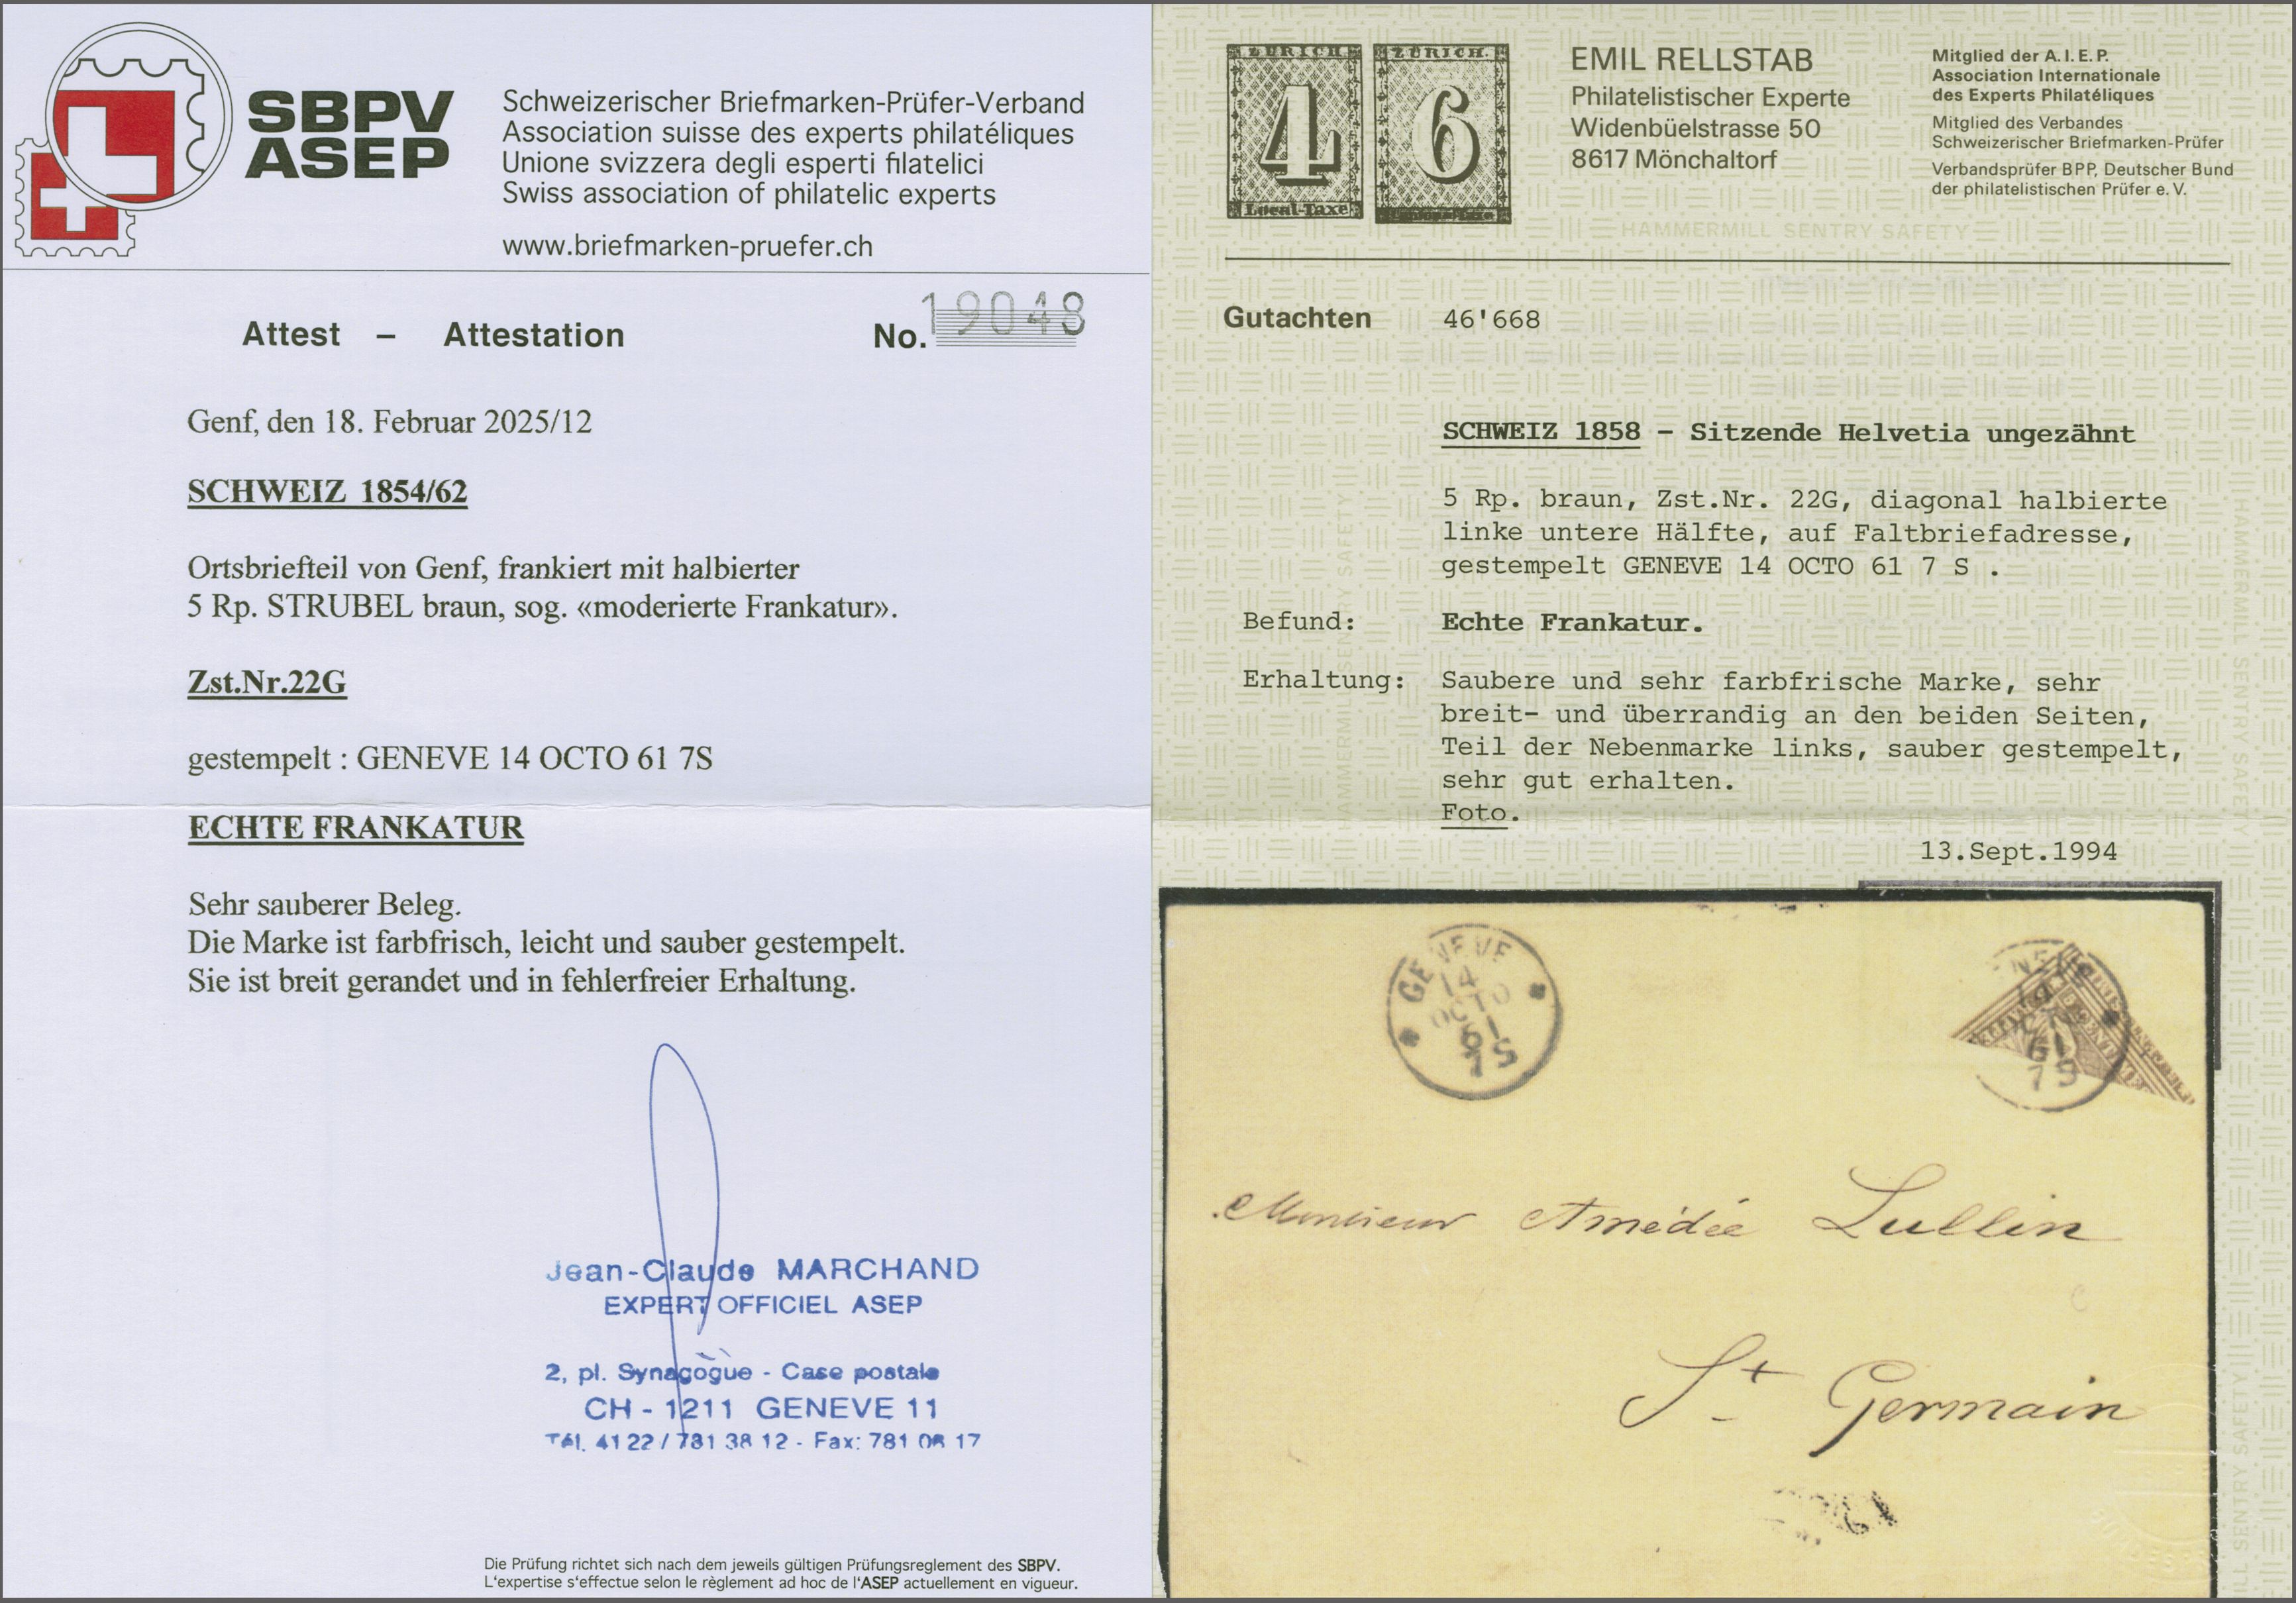 SBPV
ASEP
Schweizerischer Briefmarken-Prüfer-Verband
Association suisse des experts philatéliques
Unione svizzera degli esperti filatelici
Swiss association of philatelic experts
www.briefmarken-pruefer.ch
Attest – Attestation No. 19048
Genf, den 18. Februar 2025/12
SCHWEIZ 1854/62
Ortsbriefteil von Genf, frankiert mit halbierter
5 Rp. STRUBEL braun, sog. «moderierte Frankatur».
Zst.Nr.22G
gestempelt : GENEVE 14 OCTO 61 7S
ECHTE FRANKATUR
Sehr sauberer Beleg.
Die Marke ist farbfrisch, leicht und sauber gestempelt.
Sie ist breit gerandet und in fehlerfreier Erhaltung.
Jean-Claude MARCHAND
EXPERT OFFICIEL ASEP
2, pl. Synagogue - Case postale
CH - 1211 GENEVE 11
Tél. 41 22 / 781 38 12 - Fax: 781 06 17
Die Prüfung richtet sich nach dem jeweils gültigen Prüfungsreglement des SBPV.
L'expertise s'effectue selon le règlement ad hoc de l'ASEP actuellement en vigueur.
ZÜRICH. ZÜRICH.
4 6
Local-Taxe
EMIL RELLSTAB
Philatelistischer Experte
Widenbüelstrasse 50
8617 Mönchaltorf
Mitglied der A.I.E.P.
Association Internationale
des Experts Philatéliques
Mitglied des Verbandes
Schweizerischer Briefmarken-Prüfer
Verbandsprüfer BPP, Deutscher Bund
der philatelistischen Prüfer e.V.
HAMMERMILL SENTRY SAFETY
Gutachten 46'668
SCHWEIZ 1858 - Sitzende Helvetia ungezähnt
5 Rp. braun, Zst.Nr. 22G, diagonal halbierte
linke untere Hälfte, auf Faltbriefadresse,
gestempelt GENEVE 14 OCTO 61 7 S .
Befund: Echte Frankatur.
Erhaltung: Saubere und sehr farbfrische Marke, sehr
breit- und überrandig an den beiden Seiten,
Teil der Nebenmarke links, sauber gestempelt,
sehr gut erhalten.
Foto.
13.Sept.1994
GENEVE
14
OCTO
61
7 S
14
61
7 S
Monsieur Amédée Lullin
St Germain